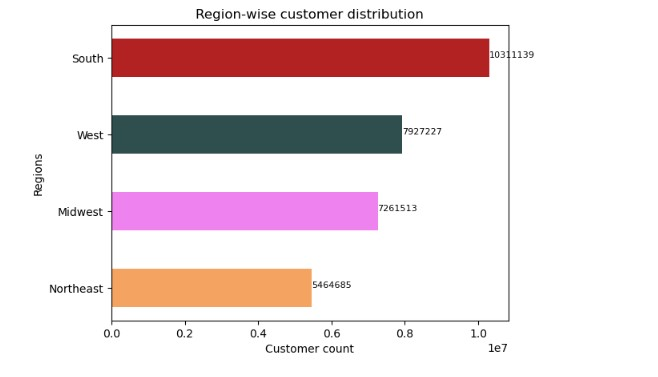 Region-wise customer distribution
South
10311139
West
7927227
Regions
Midwest
7261513
Northeast
5464685
0.0 0.2 0.4 0.6 0.8 1.0
Customer count
1e7